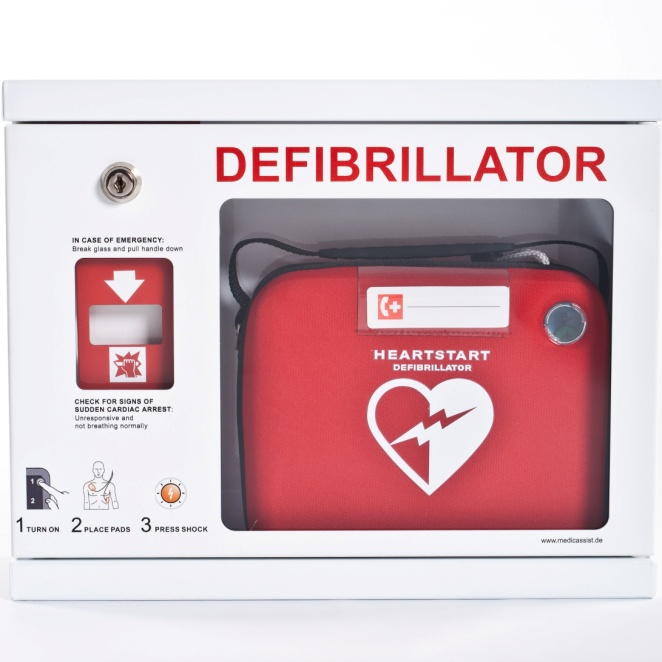 DEFIBRILLATOR
IN CASE OF EMERGENCY:
Break glass and pull handle down
HEARTSTART
DEFIBRILLATOR
CHECK FOR SIGNS OF
SUDDEN CARDIAC ARREST:
Unresponsive and
not breathing normally
1
2
1 TURN ON 2 PLACE PADS 3 PRESS SHOCK
www.medicassist.de